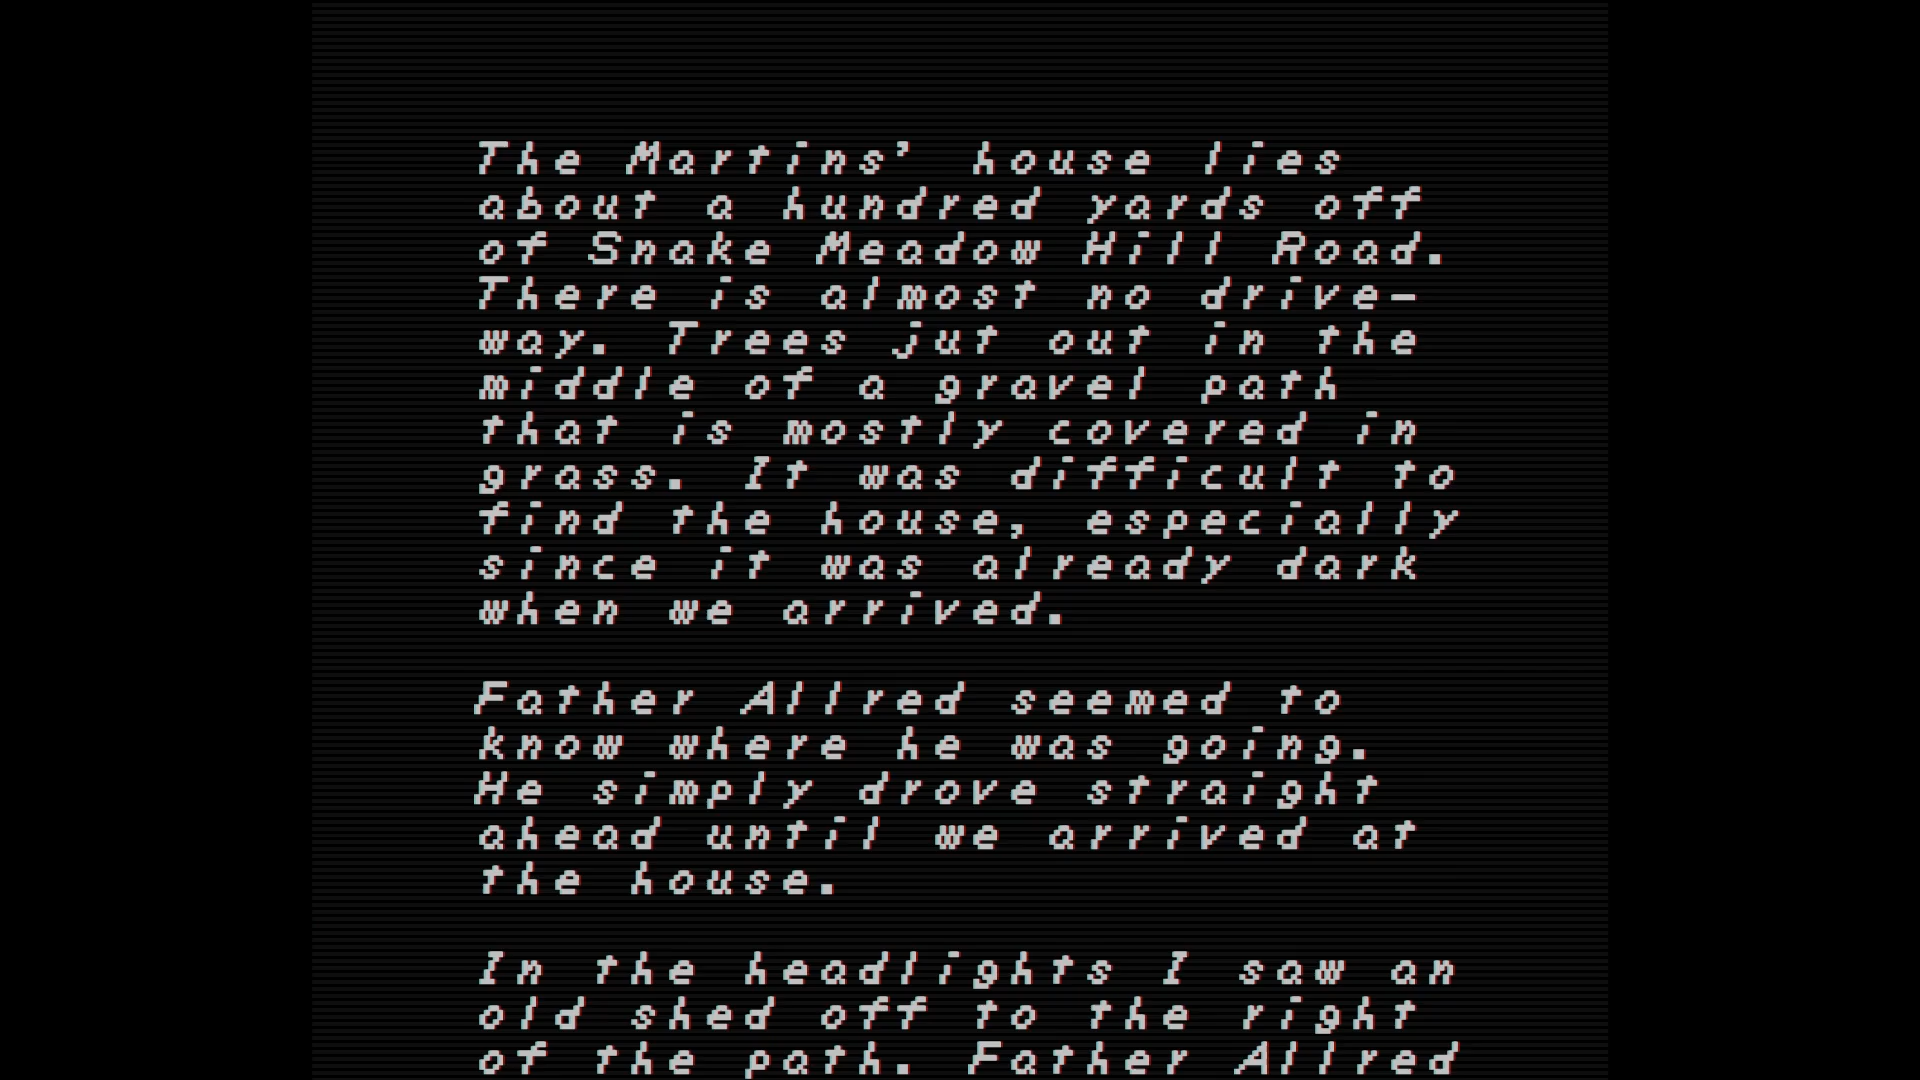 The Martins' house lies
about a hundred yards off
of Snake Meadow Hill Road.
There is almost no drive-
way. Trees jut out in the
middle of a gravel path
that is mostly covered in
grass. It was difficult to
find the house, especially
since it was already dark
when we arrived.
Father Allred seemed to
know where he was going.
He simply drove straight
ahead until we arrived at
the house.
In the headlights I saw an
old shed off to the right
of the path. Father Allred